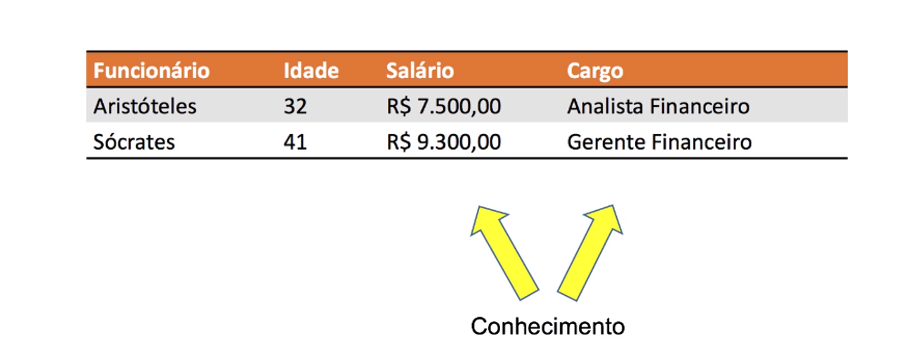 Funcionário Idade Salário Cargo
Aristóteles 32 R$ 7.500,00 Analista Financeiro
Sócrates 41 R$ 9.300,00 Gerente Financeiro
Conhecimento